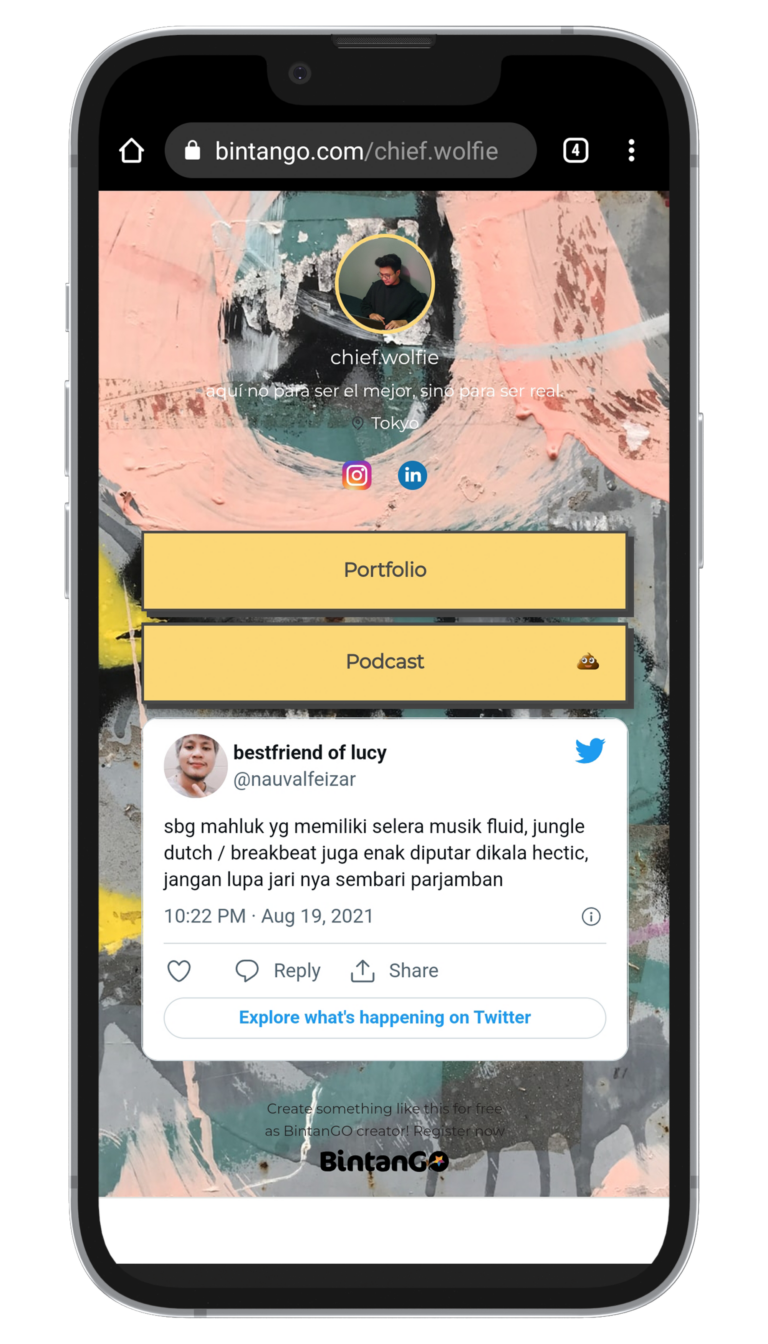 bintango.com/chief.wolfie
4
chief.wolfie
aquí no para ser el mejor, sino para ser real.
Tokyo
in
Portfolio
Podcast
bestfriend of lucy
@nauvalfeizar
sbg mahluk yg memiliki selera musik fluid, jungle
dutch / breakbeat juga enak diputar dikala hectic,
jangan lupa jari nya sembari parjamban
10:22 PM · Aug 19, 2021
Reply
Share
Explore what's happening on Twitter
Create something like this for free
as BintanGO creator! Register now
BintanGO